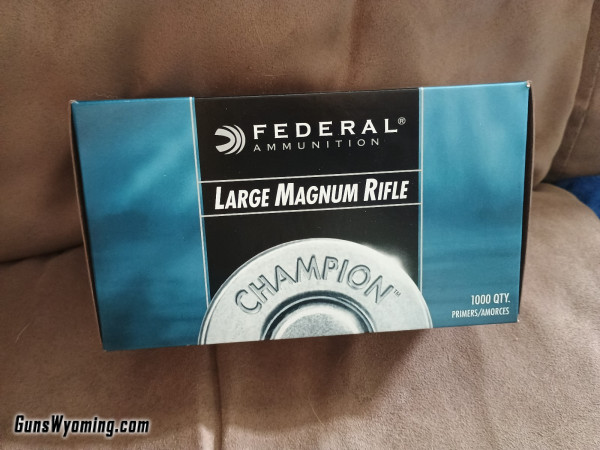 FEDERAL®
AMMUNITION
LARGE MAGNUM RIFLE
CHAMPION™
1000 QTY.
PRIMERS/AMORCES
GunsWyoming.com